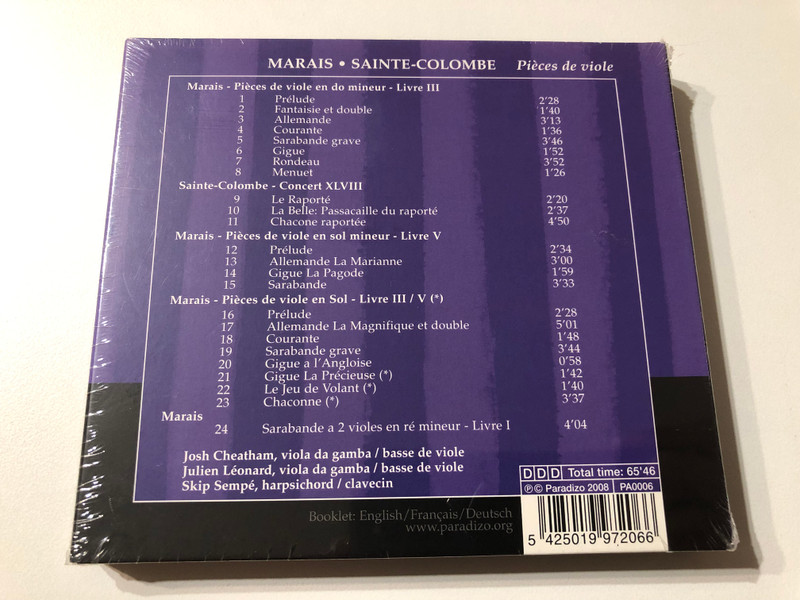 MARAIS • SAINTE-COLOMBE Pièces de viole
Marais - Pièces de viole en do mineur - Livre III
1 Prélude 2'28
2 Fantaisie et double 1'40
3 Allemande 3'13
4 Courante 1'36
5 Sarabande grave 3'46
6 Gigue 1'52
7 Rondeau 3'52
8 Menuet 1'26
Sainte-Colombe - Concert XLVIII
9 Le Raporté 2'20
10 La Belle: Passacaille du raporté 2'37
11 Chacone raportée 4'50
Marais - Pièces de viole en sol mineur - Livre V
12 Prélude 2'34
13 Allemande La Marianne 3'00
14 Gigue La Pagode 1'59
15 Sarabande 3'33
Marais - Pièces de viole en Sol - Livre III / V (*)
16 Prélude 2'28
17 Allemande La Magnifique et double 5'01
18 Courante 1'48
19 Sarabande grave 3'44
20 Gigue a l'Angloise 0'58
21 Gigue La Précieuse (*) 1'42
22 Le Jeu de Volant (*) 1'40
23 Chaconne (*) 3'37
Marais
24 Sarabande a 2 violes en ré mineur - Livre I 4'04
Josh Cheatham, viola da gamba / basse de viole
Julien Léonard, viola da gamba / basse de viole
Skip Sempé, harpsichord / clavecin
DDD Total time: 65'46
℗© Paradizo 2008 PA0006
Booklet: English/Français/Deutsch
www.paradizo.org
5 425019 972066